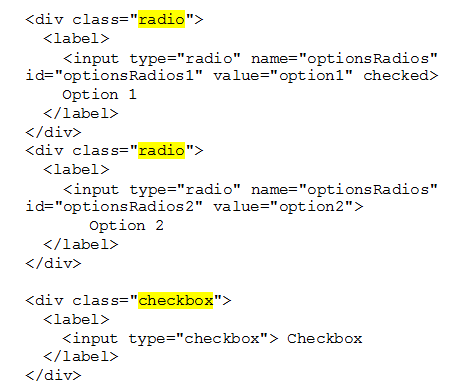 <div class="radio">
  <label>
    <input type="radio" name="optionsRadios"
id="optionsRadios1" value="option1" checked>
    Option 1
  </label>
</div>
<div class="radio">
  <label>
    <input type="radio" name="optionsRadios"
id="optionsRadios2" value="option2">
       Option 2
  </label>
</div>

<div class="checkbox">
  <label>
    <input type="checkbox"> Checkbox
  </label>
</div>